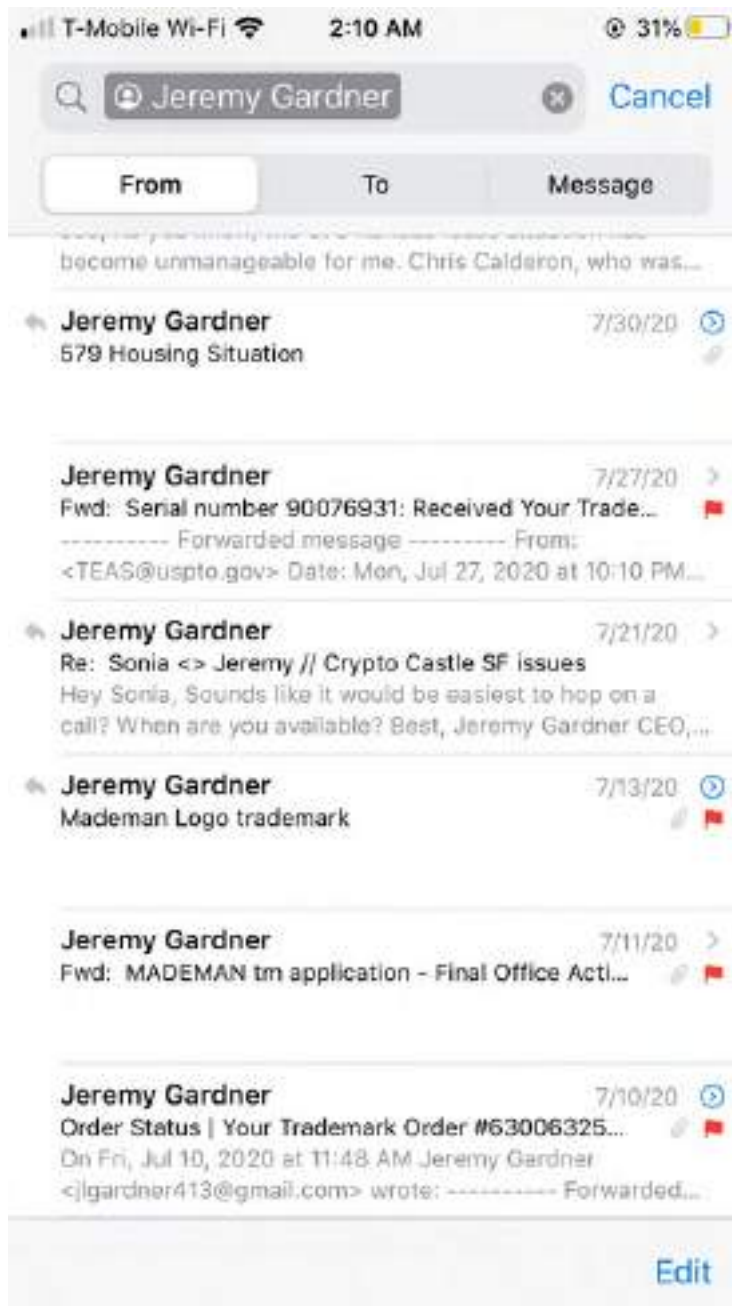 T-Mobile Wi-Fi 2:10 AM 31%
Jeremy Gardner Cancel
From To Message
become unmanageable for me. Chris Calderon, who was...
Jeremy Gardner 7/30/20
579 Housing Situation
Jeremy Gardner 7/27/20
Fwd: Serial number 90076931: Received Your Trade...
---------- Forwarded message --------- From:
<TEAS@uspto.gov> Date: Mon, Jul 27, 2020 at 10:10 PM...
Jeremy Gardner 7/21/20
Re: Sonia <> Jeremy // Crypto Castle SF issues
Hey Sonia, Sounds like it would be easiest to hop on a
call? When are you available? Best, Jeremy Gardner CEO,...
Jeremy Gardner 7/13/20
Mademan Logo trademark
Jeremy Gardner 7/11/20
Fwd: MADEMAN tm application - Final Office Acti...
Jeremy Gardner 7/10/20
Order Status | Your Trademark Order #63006325...
On Fri, Jul 10, 2020 at 11:48 AM Jeremy Gardner
<jlgardner413@gmail.com> wrote: ---------- Forwarded...
Edit